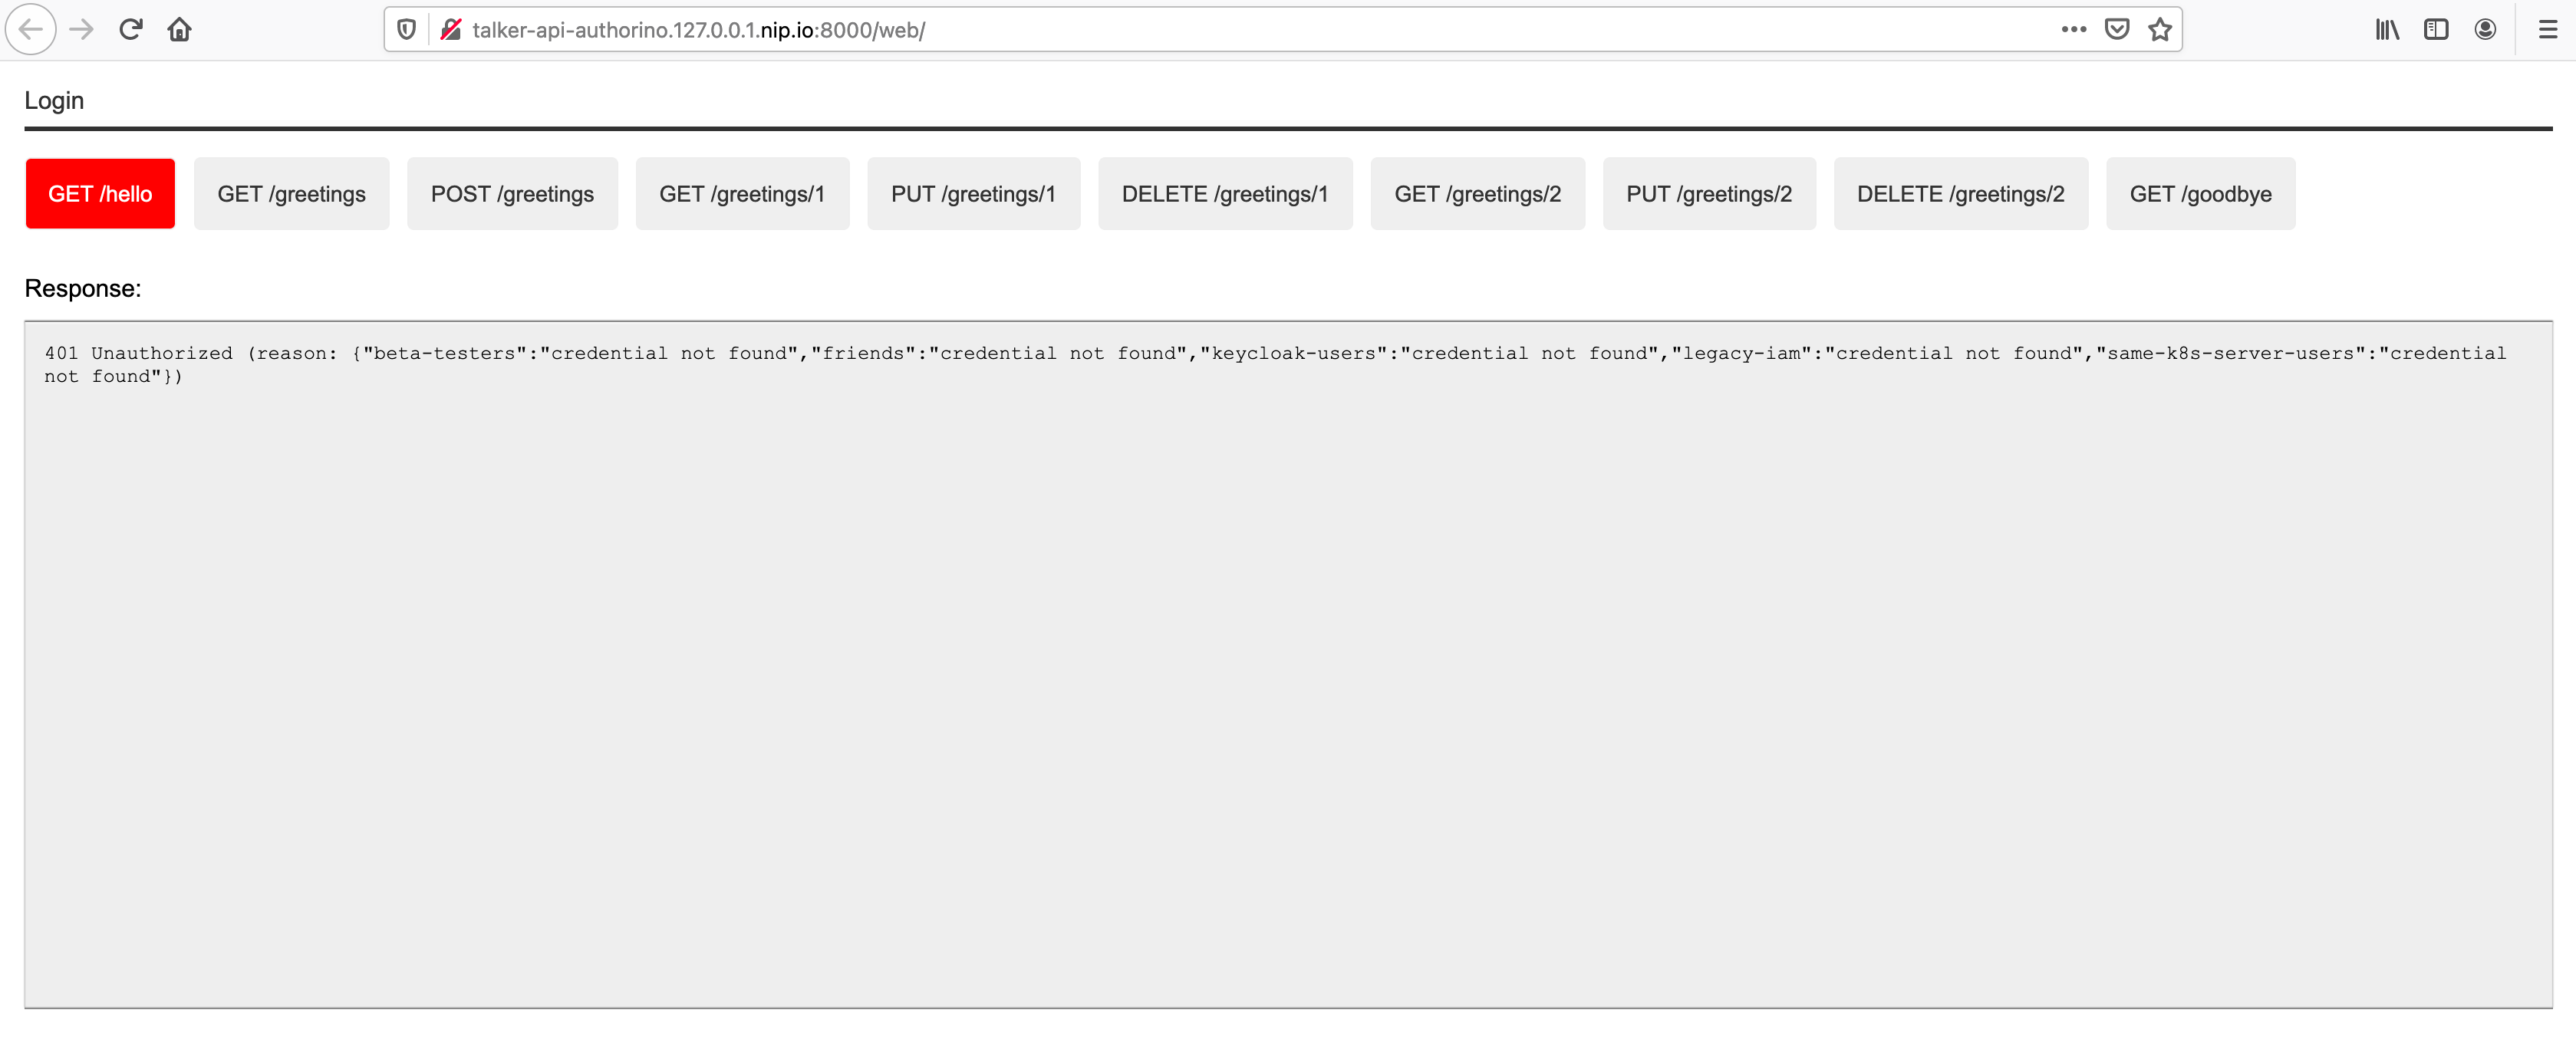 talker-api-authorino.127.0.0.1.nip.io:8000/web/
Login
GET /hello GET /greetings POST /greetings GET /greetings/1 PUT /greetings/1 DELETE /greetings/1 GET /greetings/2 PUT /greetings/2 DELETE /greetings/2 GET /goodbye
Response:
401 Unauthorized (reason: {"beta-testers":"credential not found","friends":"credential not found","keycloak-users":"credential not found","legacy-iam":"credential not found","same-k8s-server-users":"credential
not found"})